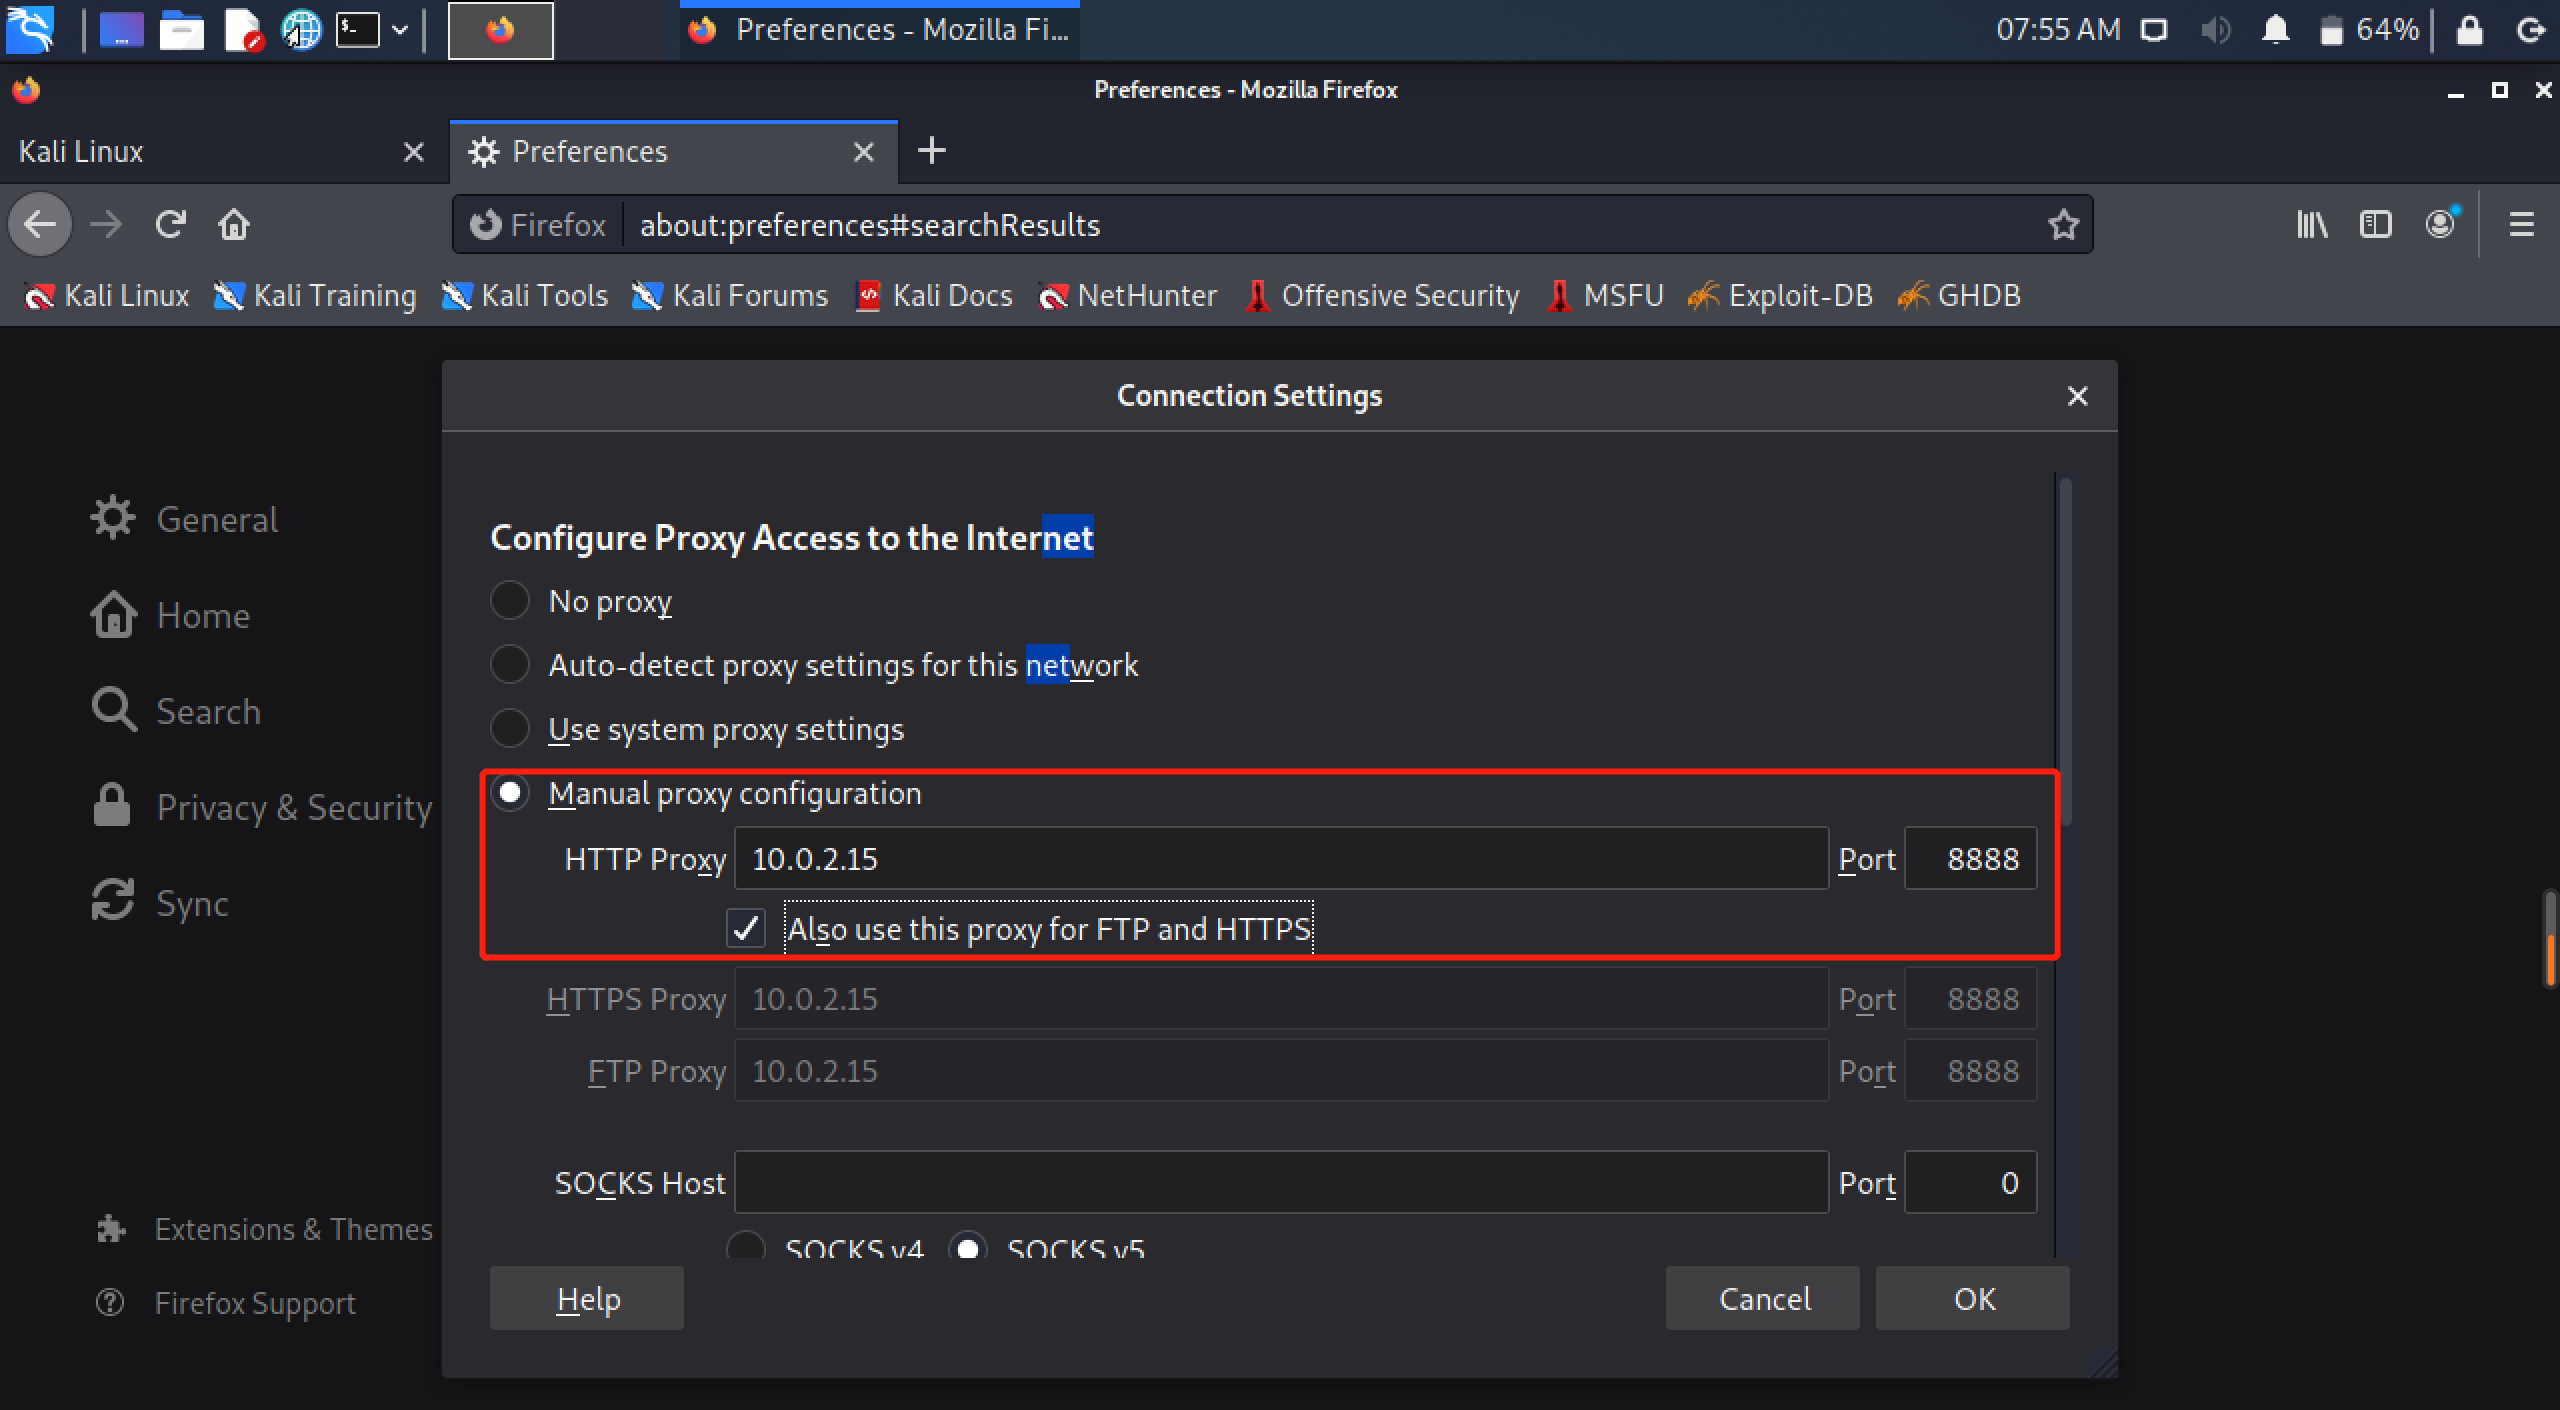 Preferences - Mozilla Fi...
07:55 AM
64%
Preferences - Mozilla Firefox
Kali Linux
Preferences
Firefox
about:preferences#searchResults
Kali Linux
Kali Training
Kali Tools
Kali Forums
Kali Docs
NetHunter
Offensive Security
MSFU
Exploit-DB
GHDB
Connection Settings
General
Home
Search
Privacy & Security
Sync
Extensions & Themes
Firefox Support
Configure Proxy Access to the Internet
No proxy
Auto-detect proxy settings for this network
Use system proxy settings
Manual proxy configuration
HTTP Proxy 10.0.2.15 Port 8888
Also use this proxy for FTP and HTTPS
HTTPS Proxy 10.0.2.15 Port 8888
FTP Proxy 10.0.2.15 Port 8888
SOCKS Host Port 0
SOCKS v4 SOCKS v5
Help Cancel OK